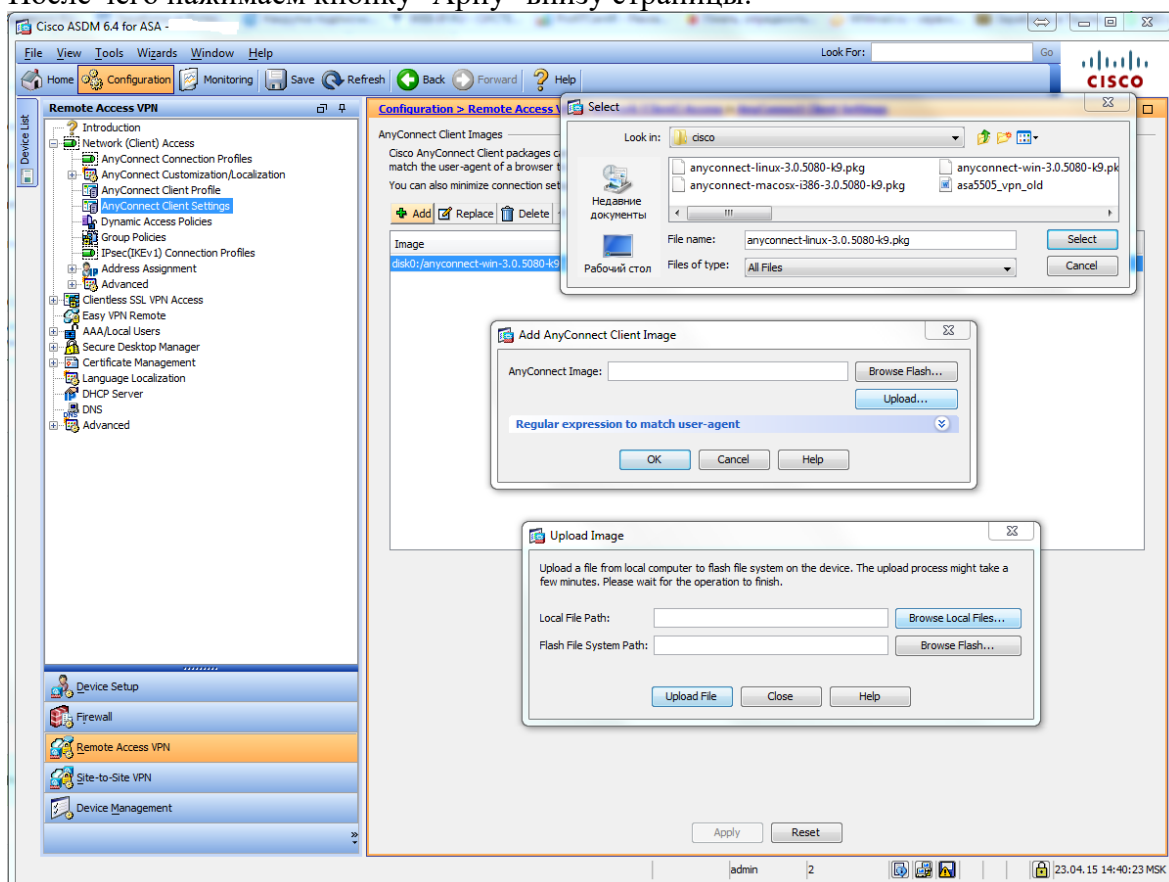 После чего нажимаем кнопку "Apпy" внизу страницы.
Cisco ASDM 6.4 for ASA -
File View Tools Wizards Window Help
Look For:
Go
Home Configuration Monitoring Save Refresh Back Forward Help
CISCO
Device List
Remote Access VPN
Introduction
Network (Client) Access
AnyConnect Connection Profiles
AnyConnect Customization/Localization
AnyConnect Client Profile
AnyConnect Client Settings
Dynamic Access Policies
Group Policies
IPsec(IKEv1) Connection Profiles
Address Assignment
Advanced
Clientless SSL VPN Access
Easy VPN Remote
AAA/Local Users
Secure Desktop Manager
Certificate Management
Language Localization
DHCP Server
DNS
Advanced
Device Setup
Firewall
Remote Access VPN
Site-to-Site VPN
Device Management
Configuration > Remote Access
AnyConnect Client Images
Cisco AnyConnect Client packages c
match the user-agent of a browser t
You can also minimize connection set
Add Replace Delete
Image
disk0:/anyconnect-win-3.0.5080-k9
Select
Look in: cisco
anyconnect-linux-3.0.5080-k9.pkg
anyconnect-win-3.0.5080-k9.pk
anyconnect-macosx-i386-3.0.5080-k9.pkg
asa5505_vpn_old
Недавние
документы
Рабочий стол
File name: anyconnect-linux-3.0.5080-k9.pkg Select
Files of type: All Files Cancel
Add AnyConnect Client Image
AnyConnect Image: Browse Flash...
Upload...
Regular expression to match user-agent
OK Cancel Help
Upload Image
Upload a file from local computer to flash file system on the device. The upload process might take a
few minutes. Please wait for the operation to finish.
Local File Path: Browse Local Files...
Flash File System Path: Browse Flash...
Upload File Close Help
Apply Reset
admin 2 23.04.15 14:40:23 MSK